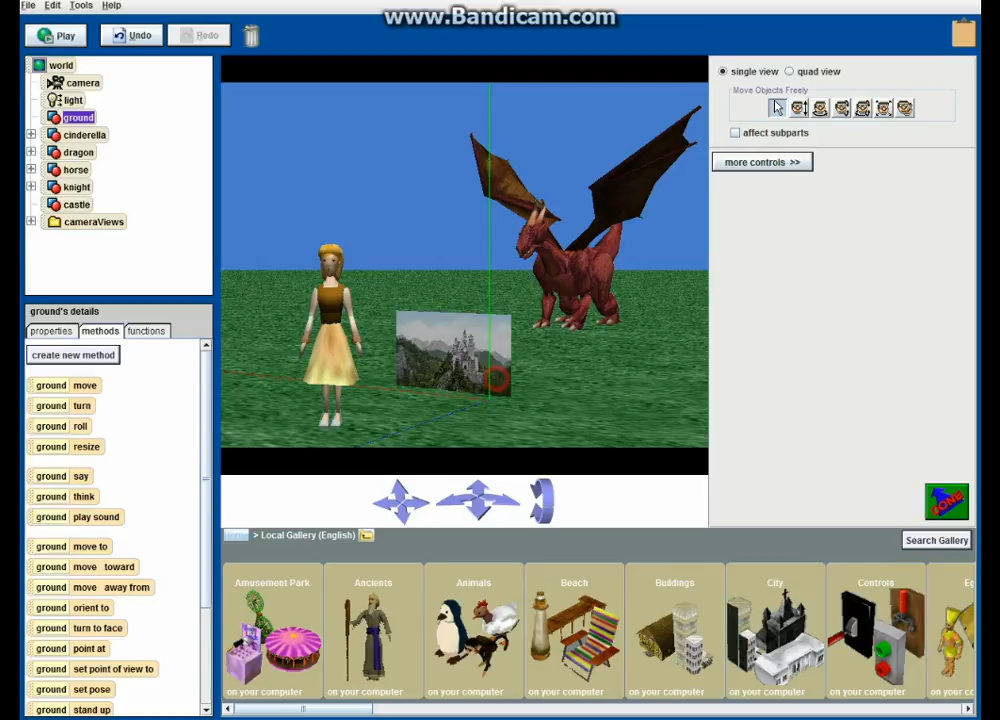 File Edit Tools Help
www.Bandicam.com
Play Undo Redo
world
camera
light
ground
cinderella
dragon
horse
knight
castle
cameraViews
single view quad view
Move Objects Freely
affect subparts
more controls >>
ground's details
properties methods functions
create new method
ground move
ground turn
ground roll
ground resize
ground say
ground think
ground play sound
ground move to
ground move toward
ground move away from
ground orient to
ground turn to face
ground point at
ground set point of view to
ground set pose
ground stand up
DONE
> Local Gallery (English)
Search Gallery
Amusement Park Ancients Animals Beach Buildings City Controls
on your computer on your computer on your computer on your computer on your computer on your computer on your computer on your co